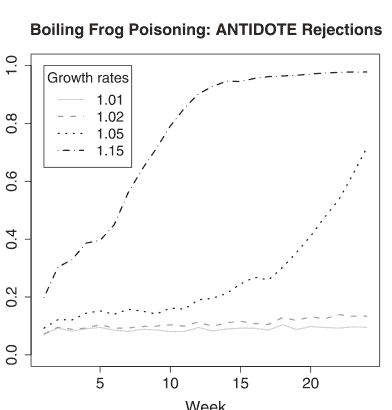 Boiling Frog Poisoning: ANTIDOTE Rejections
Growth rates
1.01
1.02
1.05
1.15
1.0
0.8
0.6
0.4
0.2
0.0
5 10 15 20
Week